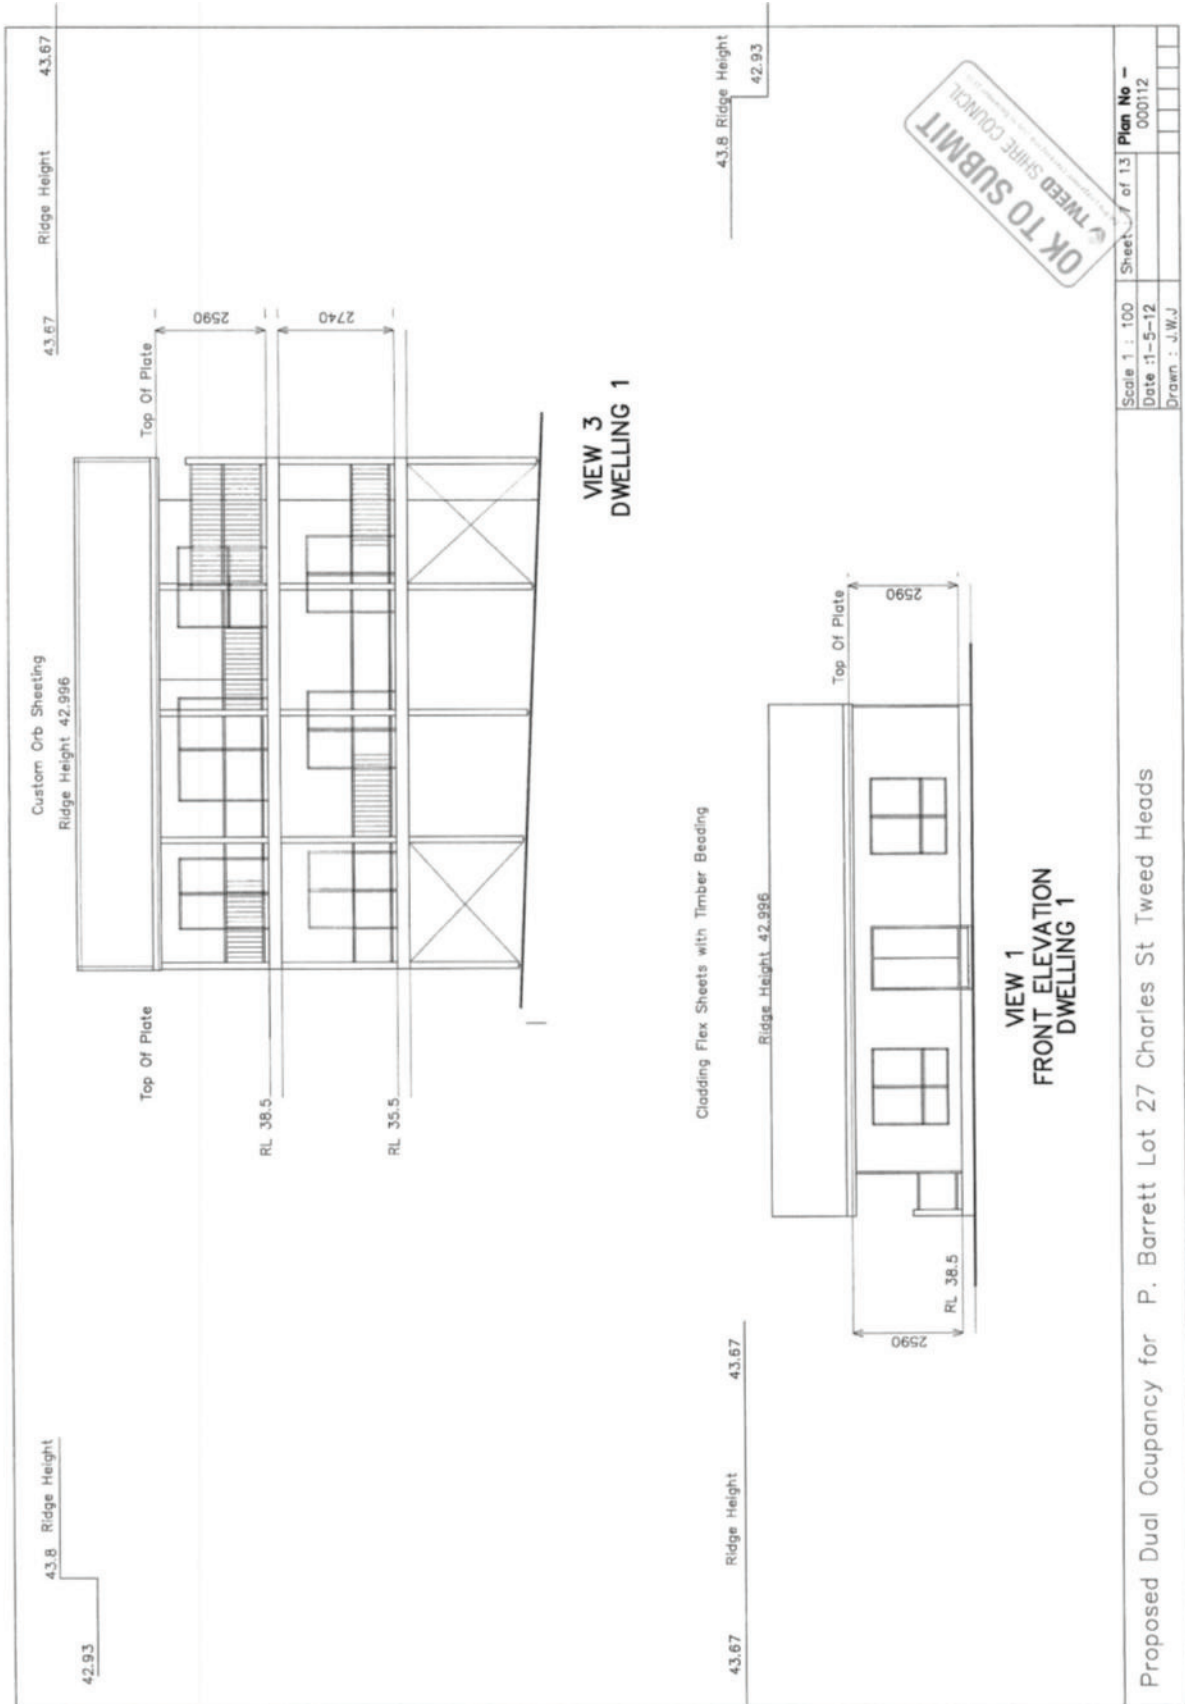 42.93
43.8 Ridge Height
43.67 Ridge Height 43.67
Custom Orb Sheeting
Ridge Height 42.996
Top Of Plate
Top Of Plate
2590
2740
RL 38.5
RL 35.5
VIEW 3
DWELLING 1
43.67 Ridge Height 43.67
43.8 Ridge Height
42.93
Cladding Flex Sheets with Timber Beading
Ridge Height 42.996
Top Of Plate
2590
2590
RL 38.5
VIEW 1
FRONT ELEVATION
DWELLING 1
OK TO SUBMIT
TWEED SHIRE COUNCIL
Proposed Dual Ocupancy for P. Barrett Lot 27 Charles St Tweed Heads
Scale 1 : 100
Date :1-5-12
Drawn : J.W.J
Sheet 7 of 13
Plan No -
000112